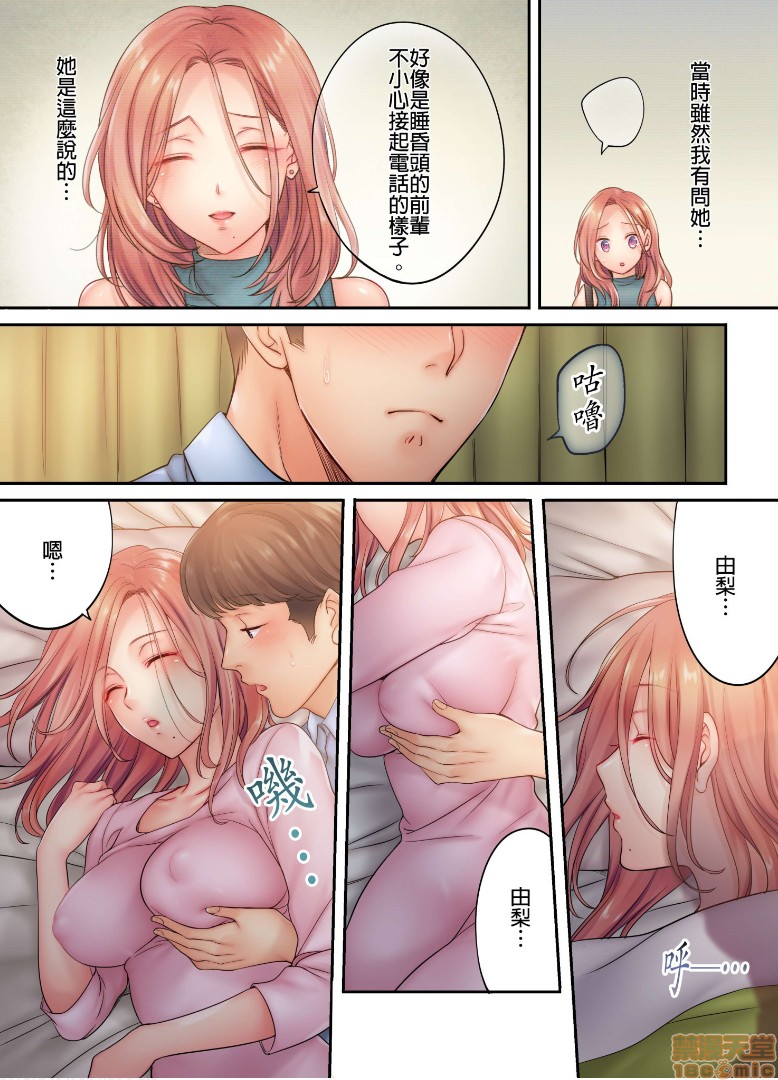 當時雖然我有問她…
好像是睡昏頭的前輩
不小心接起電話的樣子。
她是這麼說的…
咕嚕
由梨…
呼——…
由梨…
嗯…
嘰……
禁漫天堂
18comic